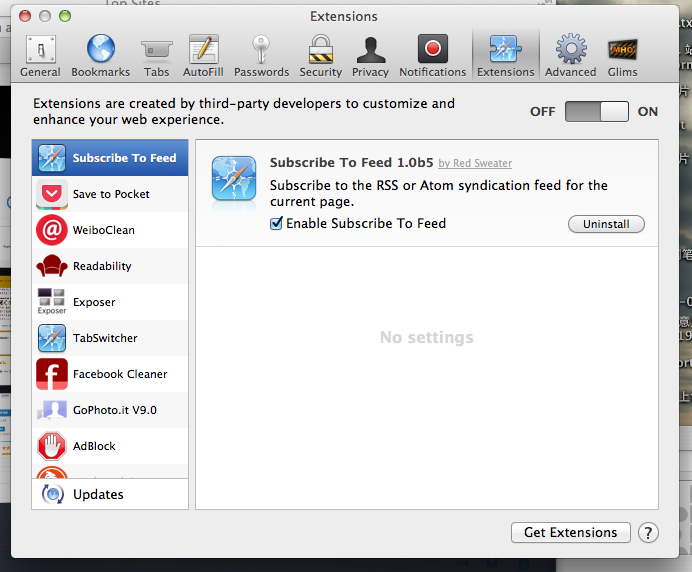 Top Sites
Extensions
General
Bookmarks
Tabs
AutoFill
Passwords
Security
Privacy
Notifications
Extensions
Advanced
MHG
Glims
Extensions are created by third-party developers to customize and
enhance your web experience.
OFF
ON
Subscribe To Feed
Save to Pocket
WeiboClean
Readability
Exposer
Exposer
TabSwitcher
Facebook Cleaner
GoPhoto.it V9.0
AdBlock
Updates
Subscribe To Feed 1.0b5 by Red Sweater
Subscribe to the RSS or Atom syndication feed for the
current page.
Enable Subscribe To Feed
Uninstall
No settings
Get Extensions
?